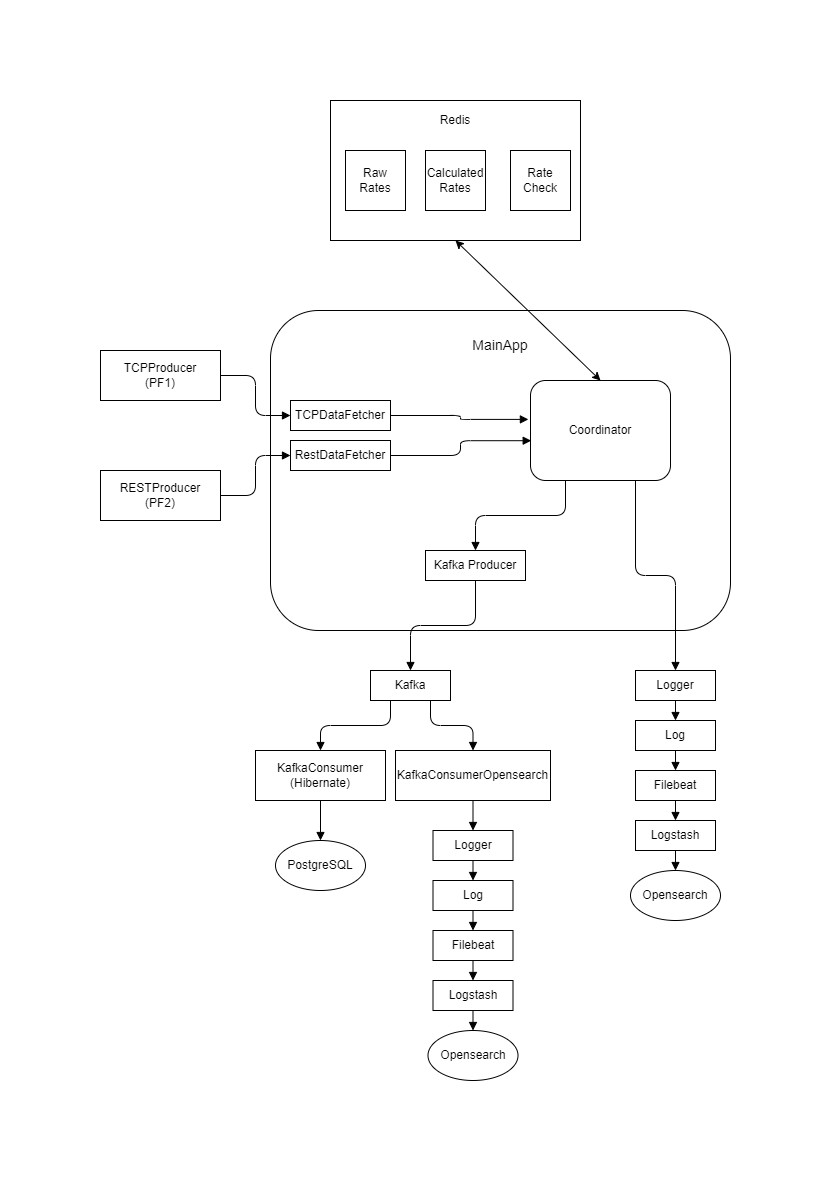 Redis
Raw
Rates
Calculated
Rates
Rate
Check
MainApp
TCPProducer
(PF1)
TCPDataFetcher
Coordinator
RestDataFetcher
RESTProducer
(PF2)
Kafka Producer
Kafka
Logger
Log
KafkaConsumer
(Hibernate)
KafkaConsumerOpensearch
Filebeat
Logstash
PostgreSQL
Logger
Opensearch
Log
Filebeat
Logstash
Opensearch